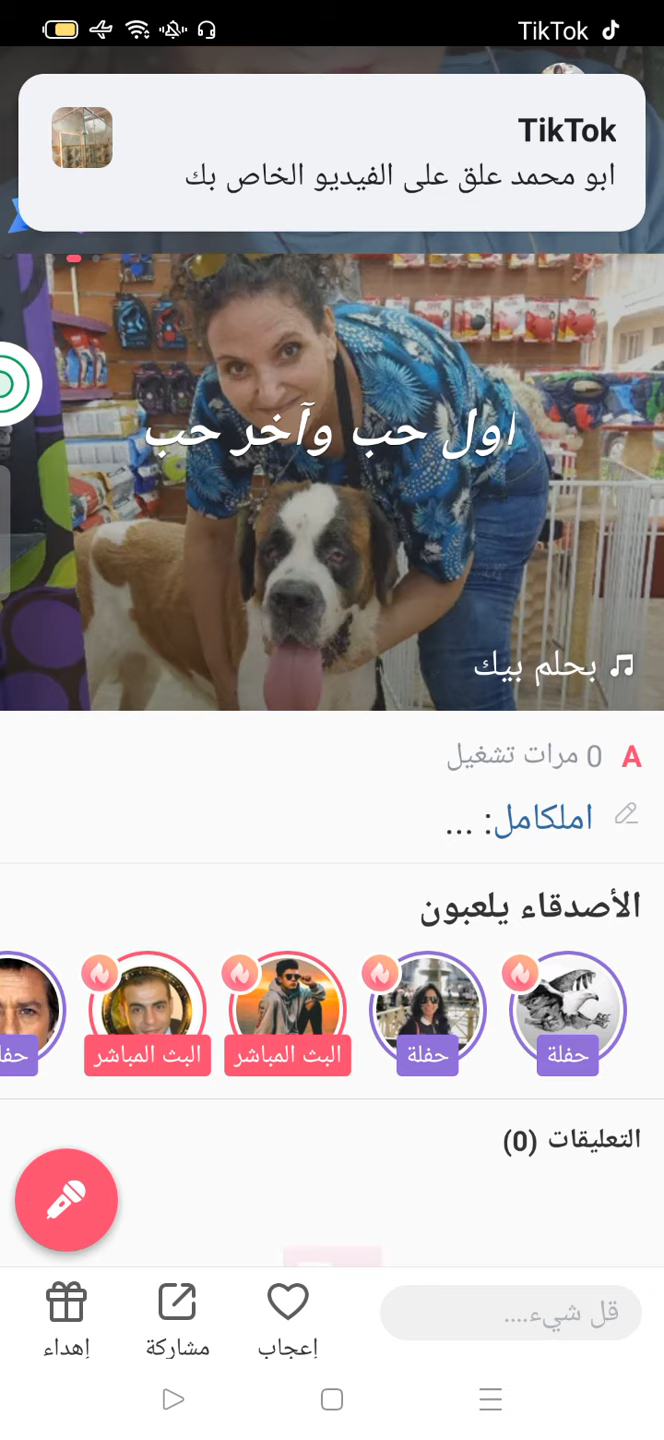 TikTok
TikTok
ابو محمد علق على الفيديو الخاص بك
اول حب وآخر حب
بحلم بيك
0 مرات تشغيل
A
املكامل: ...
الأصدقاء يلعبون
حفلة
حفلة
البث المباشر
البث المباشر
التعليقات (0)
قل شيء....
إعجاب
مشاركة
إهداء